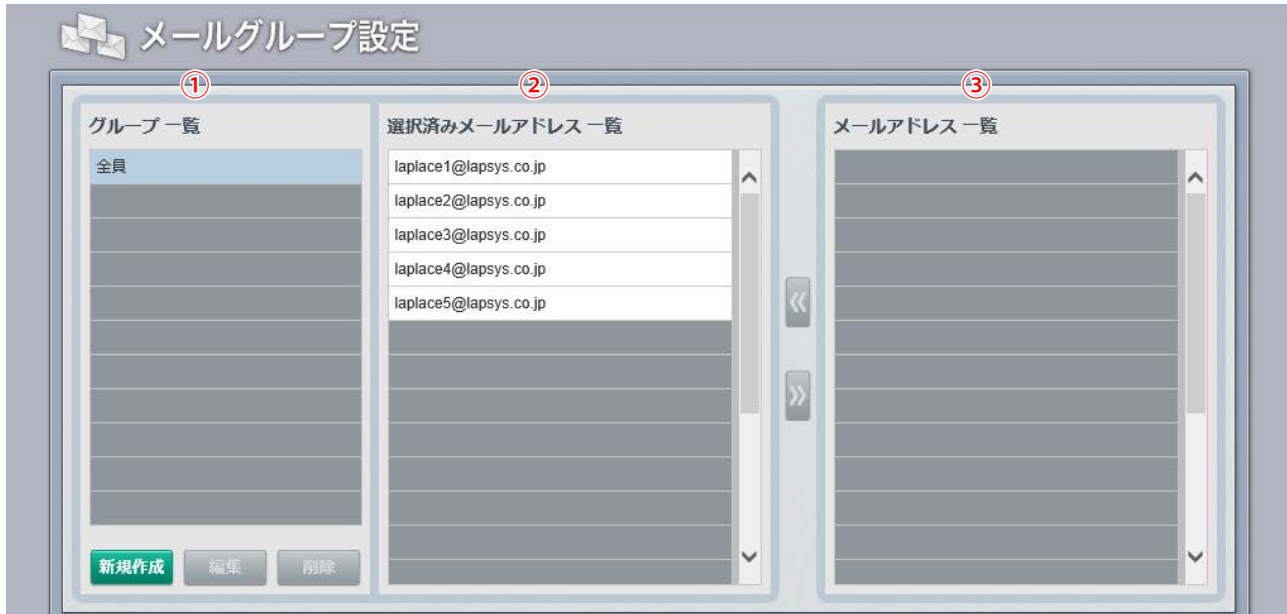 メールグループ設定
① ② ③
グループ 一覧
選択済みメールアドレス 一覧
メールアドレス 一覧
全員
laplace1@lapsys.co.jp
laplace2@lapsys.co.jp
laplace3@lapsys.co.jp
laplace4@lapsys.co.jp
laplace5@lapsys.co.jp
新規作成 編集 削除